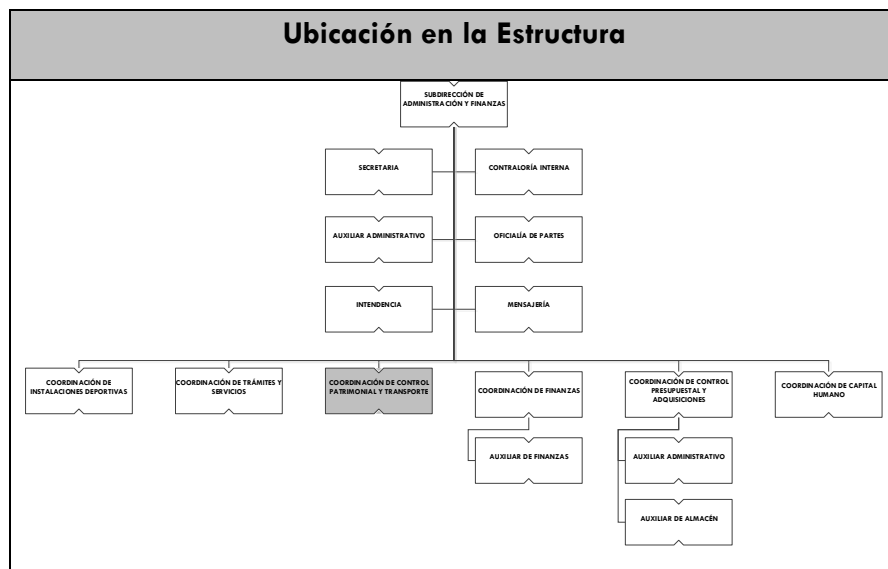 Ubicación en la Estructura
SUBDIRECCIÓN DE
ADMINISTRACIÓN Y FINANZAS
SECRETARIA
CONTRALORÍA INTERNA
AUXILIAR ADMINISTRATIVO
OFICIALÍA DE PARTES
INTENDENCIA
MENSAJERÍA
COORDINACIÓN DE
INSTALACIONES DEPORTIVAS
COORDINACIÓN DE TRÁMITES Y
SERVICIOS
COORDINACIÓN DE CONTROL
PATRIMONIAL Y TRANSPORTE
COORDINACIÓN DE FINANZAS
COORDINACIÓN DE CONTROL
PRESUPUESTAL Y
ADQUISICIONES
COORDINACIÓN DE CAPITAL
HUMANO
AUXILIAR DE FINANZAS
AUXILIAR ADMINISTRATIVO
AUXILIAR DE ALMACÉN